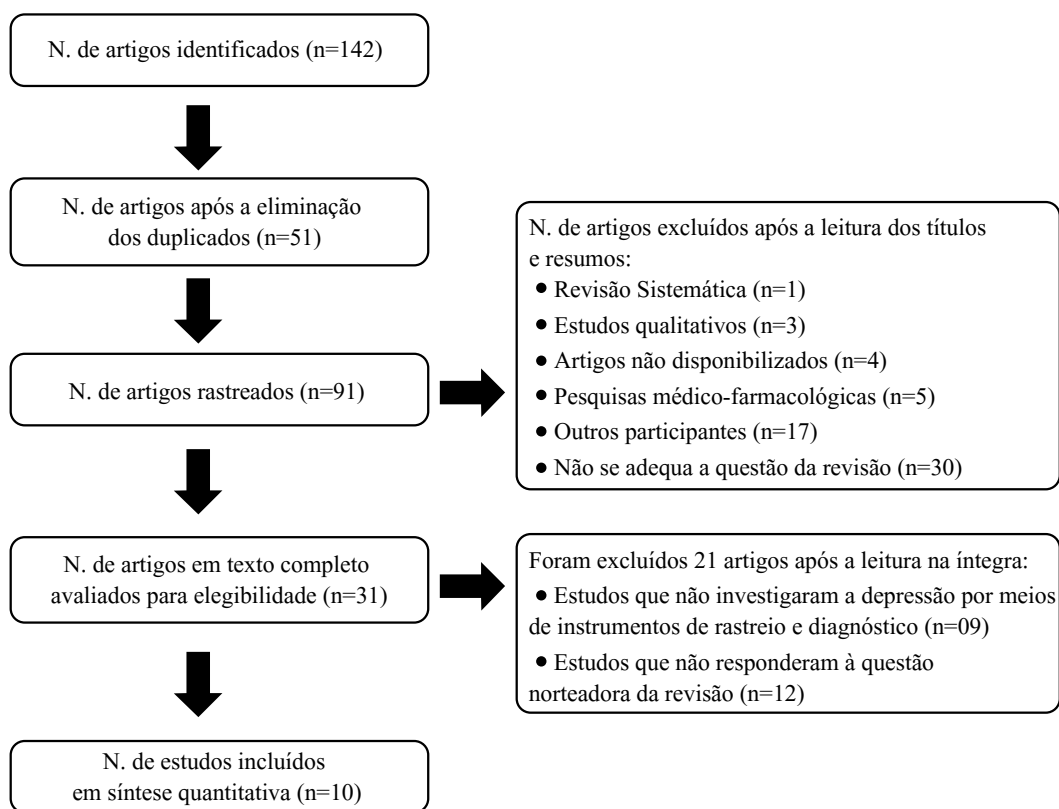 N. de artigos identificados (n=142)
N. de artigos após a eliminação
dos duplicados (n=51)
N. de artigos rastreados (n=91)
N. de artigos excluídos após a leitura dos títulos
e resumos:
• Revisão Sistemática (n=1)
• Estudos qualitativos (n=3)
• Artigos não disponibilizados (n=4)
• Pesquisas médico-farmacológicas (n=5)
• Outros participantes (n=17)
• Não se adequa a questão da revisão (n=30)
N. de artigos em texto completo
avaliados para elegibilidade (n=31)
Foram excluídos 21 artigos após a leitura na íntegra:
• Estudos que não investigaram a depressão por meios
de instrumentos de rastreio e diagnóstico (n=09)
• Estudos que não responderam à questão
norteadora da revisão (n=12)
N. de estudos incluídos
em síntese quantitativa (n=10)